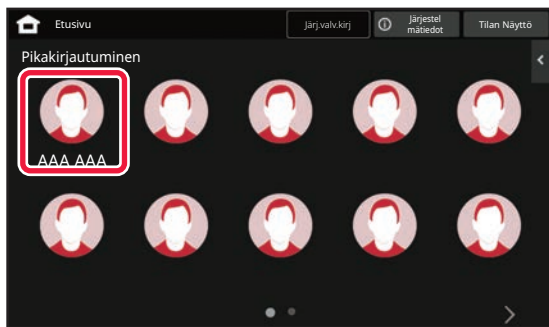 Etusivu
Järj.valv.kirj
Järjestel
mätiedot
Tilan Näyttö
Pikakirjautuminen
AAA AAA